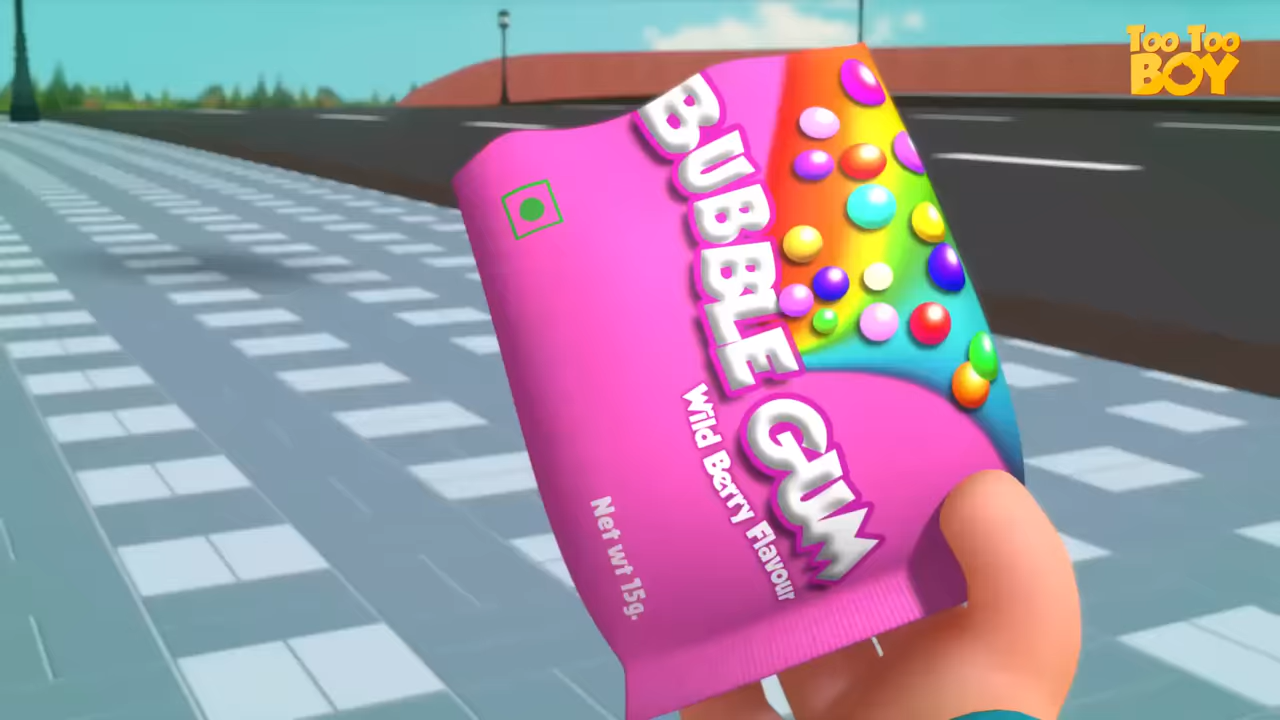 Too Too
BOY
BUBBLE GUM
Wild Berry Flavour
Net wt 15g.